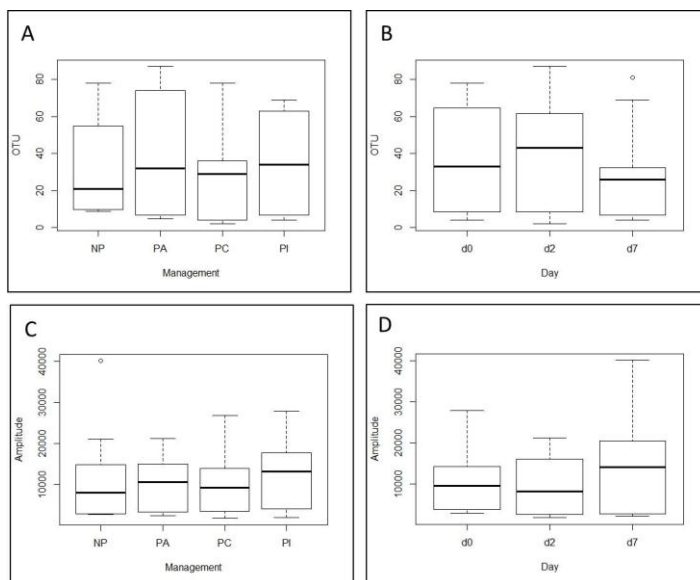 A
OTU
80
60
40
20
0
NP PA PC PI
Management
B
OTU
80
60
40
20
0
d0 d2 d7
Day
C
Amplitude
40000
30000
20000
10000
NP PA PC PI
Management
D
Amplitude
40000
30000
20000
10000
d0 d2 d7
Day